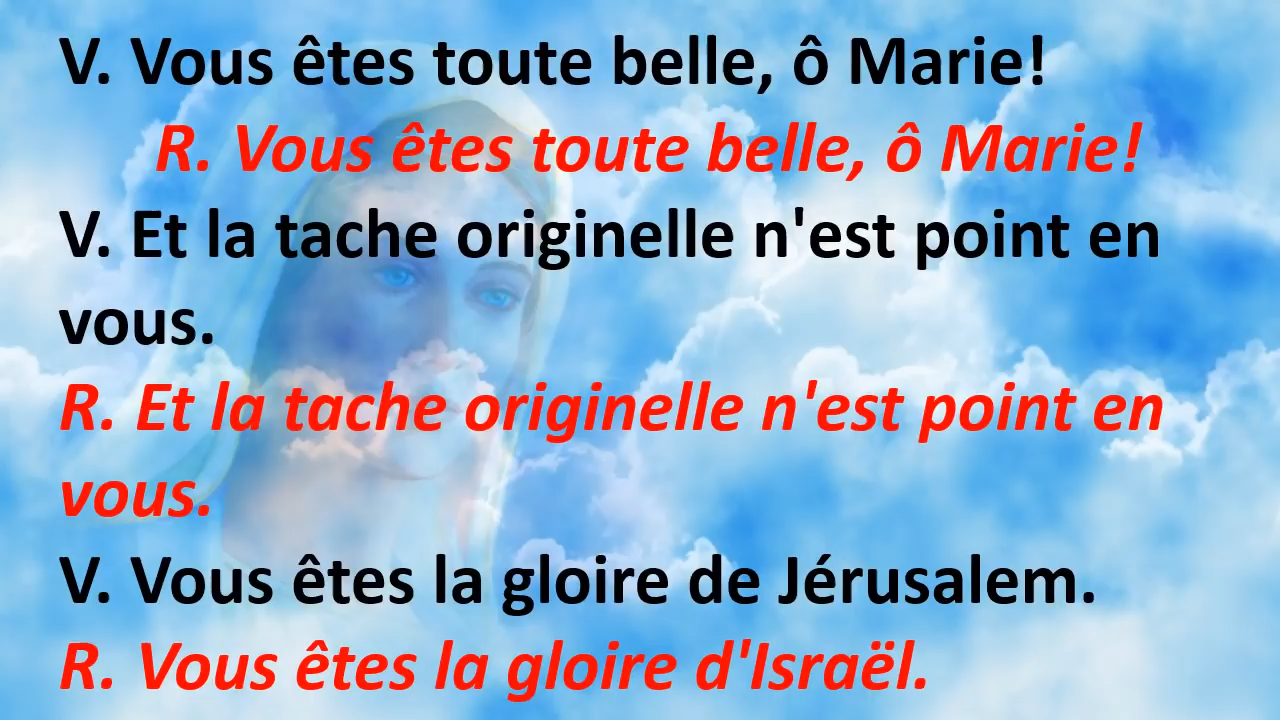 V. Vous êtes toute belle, ô Marie!
R. Vous êtes toute belle, ô Marie!
V. Et la tache originelle n'est point en
vous.
R. Et la tache originelle n'est point en
vous.
V. Vous êtes la gloire de Jérusalem.
R. Vous êtes la gloire d'Israël.